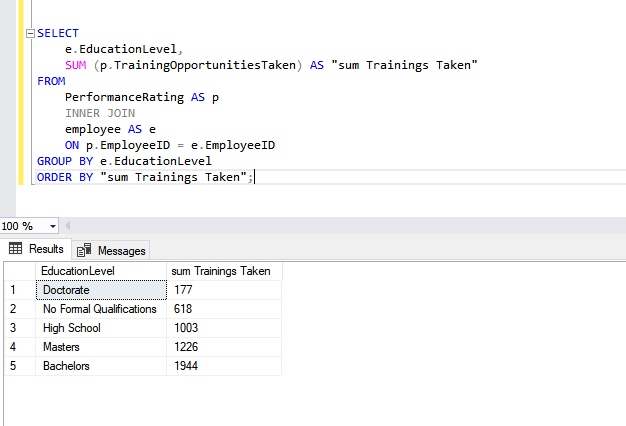 SELECT
e.EducationLevel,
SUM (p.TrainingOpportunitiesTaken) AS "sum Trainings Taken"
FROM
PerformanceRating AS p
INNER JOIN
employee AS e
ON p.EmployeeID = e.EmployeeID
GROUP BY e.EducationLevel
ORDER BY "sum Trainings Taken";
100 %
Results Messages
EducationLevel sum Trainings Taken
1 Doctorate 177
2 No Formal Qualifications 618
3 High School 1003
4 Masters 1226
5 Bachelors 1944